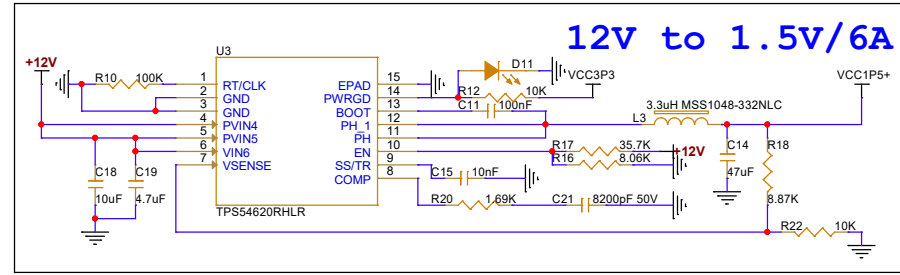 12V to 1.5V/6A
U3
+12V
R10 100K
1 RT/CLK
2 GND
3 GND
4 PVIN4
5 PVIN5
6 VIN6
7 VSENSE
EPAD 15
PWRGD 14
BOOT 13
PH_1 12
PH 11
EN 10
SS/TR 9
COMP 8
TPS54620RHLR
D11
R12 10K
VCC3P3
C11 100nF
3.3uH MSS1048-332NLC
L3
VCC1P5+
R17 35.7K
+12V
R16 8.06K
C14
47uF
R18
8.87K
C15 10nF
R20 1.69K
C21 8200pF 50V
C18
10uF
C19
4.7uF
R22 10K